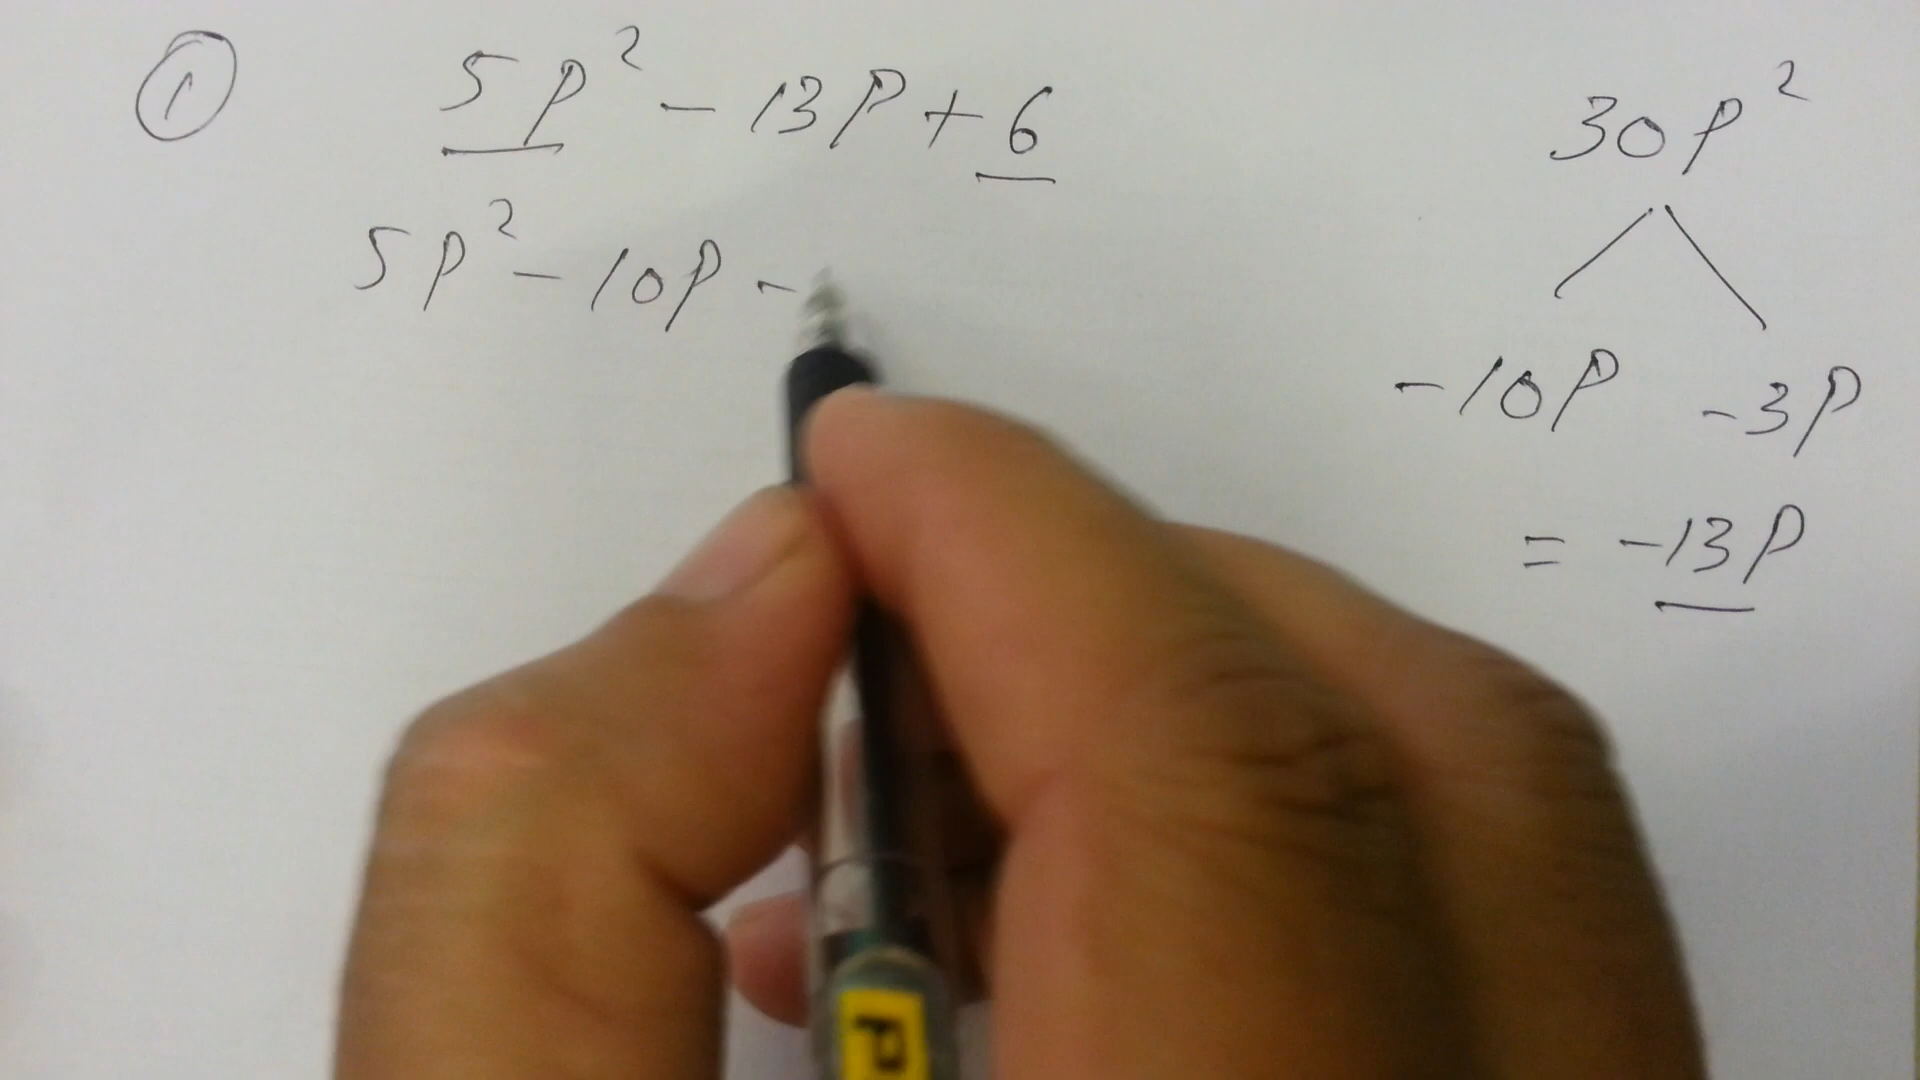 ① 5p² - 13p + 6
5p² - 10p -
30p²
-10p -3p
= -13p
P